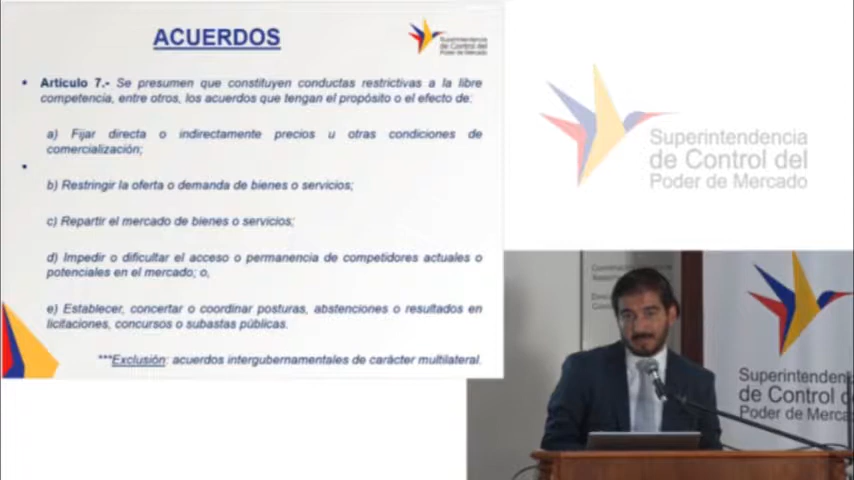 ACUERDOS
Superintendencia
de Control del
Poder de Mercado
• Artículo 7.- Se presumen que constituyen conductas restrictivas a la libre
competencia, entre otros, los acuerdos que tengan el propósito o el efecto de:
a) Fijar directa o indirectamente precios u otras condiciones de
comercialización;
•
b) Restringir la oferta o demanda de bienes o servicios;
c) Repartir el mercado de bienes o servicios;
d) Impedir o dificultar el acceso o permanencia de competidores actuales o
potenciales en el mercado; o,
e) Establecer, concertar o coordinar posturas, abstenciones o resultados en
licitaciones, concursos o subastas públicas.
***Exclusión: acuerdos intergubernamentales de carácter multilateral.
Superintendencia
de Control del
Poder de Mercado
Superintendenc
de Control d
Poder de Merca